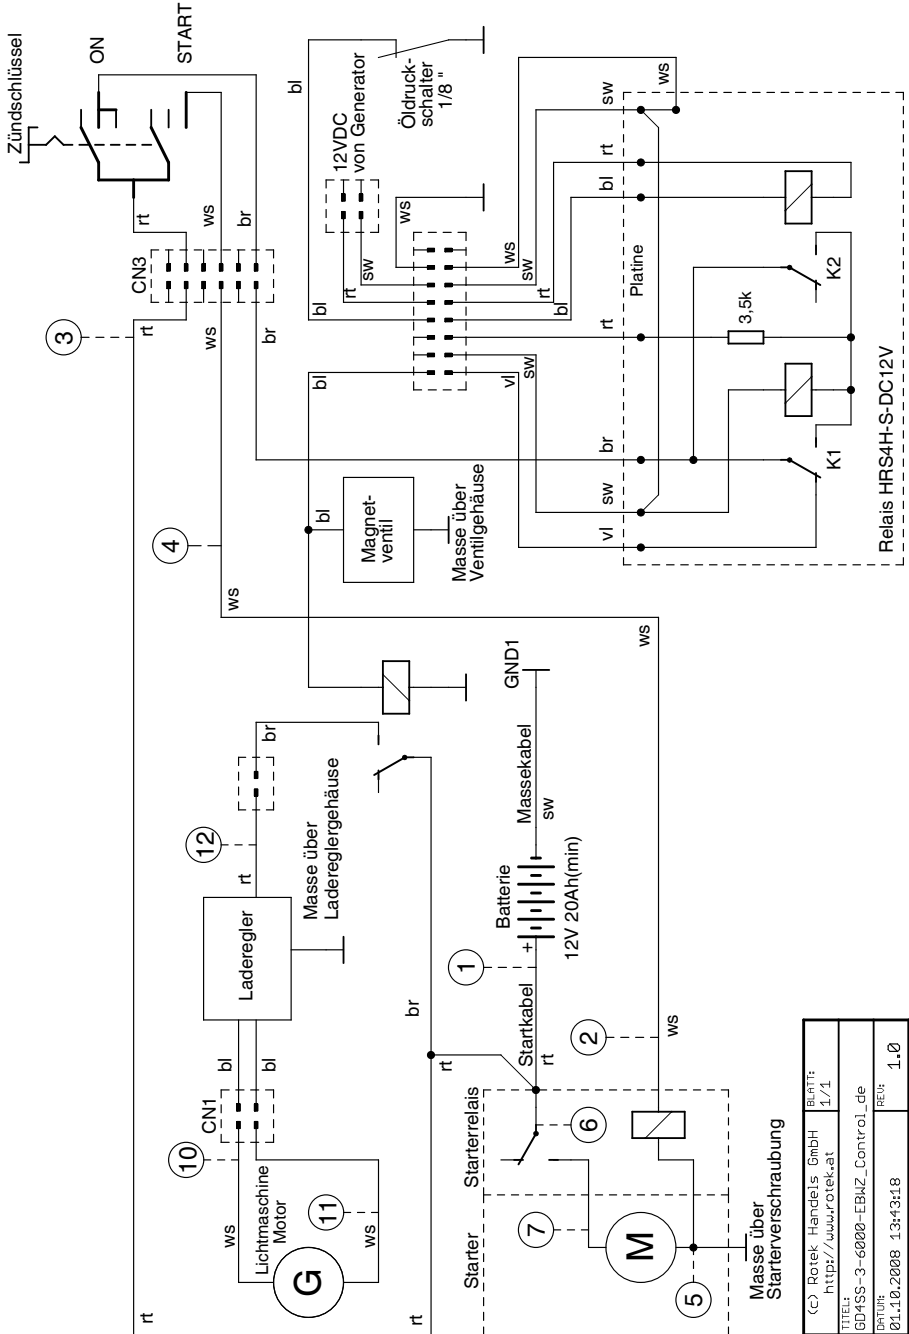 Zündschlüssel
ON
START
rt
ws
br
CN3
3
rt
ws
br
4
ws
bl
12VDC
von Generator
Öldruck-
schalter
1/8 "
ws
rt
sw
bl
bl
ws
sw
rt
bl
rt
sw
vl
ws
sw
rt
bl
rt
br
sw
vl
Platine
3,5k
K2
K1
Relais HRS4H-S-DC12V
bl
Magnet-
ventil
Masse über
Ventilgehäuse
ws
GND1
Massekabel
sw
Batterie
+
12V 20Ah(min)
1
Startkabel
rt
2
ws
br
12
rt
Laderegler
Masse über
Ladereglergehäuse
bl
bl
CN1
10
11
ws
ws
Lichtmaschine
Motor
G
br
rt
rt
rt
Starterrelais
Starter
6
7
M
5
Masse über
Starterverschraubung
(c) Rotek Handels GmbH
http://www.rotek.at
BLATT:
1/1
TITEL:
GD4SS-3-6000-EBWZ_Control_de
DATUM:
01.10.2008 13:43:18
REV:
1.0